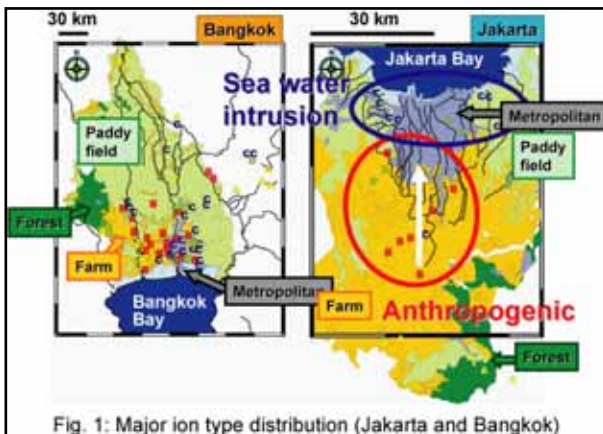 30 km
Bangkok
30 km
Jakarta
Jakarta Bay
Sea water
intrusion
Metropolitan
Paddy
field
Paddy
field
Forest
Farm
Metropolitan
Bangkok
Bay
Farm
Anthropogenic
Forest
Fig. 1: Major ion type distribution (Jakarta and Bangkok)